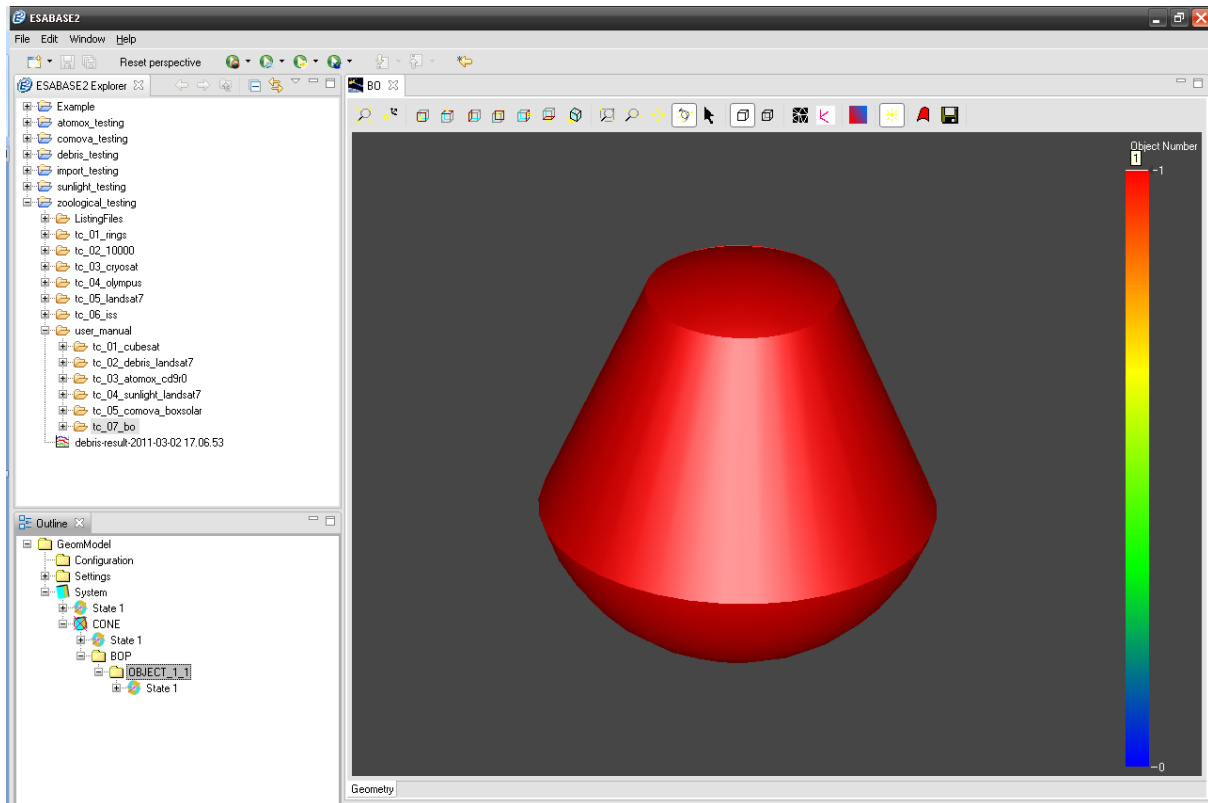 ESABASE2
File Edit Window Help
Reset perspective
ESABASE2 Explorer
Example
atomox_testing
comova_testing
debris_testing
import_testing
sunlight_testing
zoological_testing
ListingFiles
tc_01_rings
tc_02_10000
tc_03_cryosat
tc_04_olympus
tc_05_landsat7
tc_06_iss
user_manual
tc_01_cubesat
tc_02_debris_landsat7
tc_03_atomox_cd9r0
tc_04_sunlight_landsat7
tc_05_comova_boxsolar
tc_07_bo
debris-result-2011-03-02 17.06.53
Outline
GeomModel
Configuration
Settings
System
State 1
CONE
State 1
BOP
OBJECT_1_1
State 1
BO
Object Number
1
1
0
Geometry